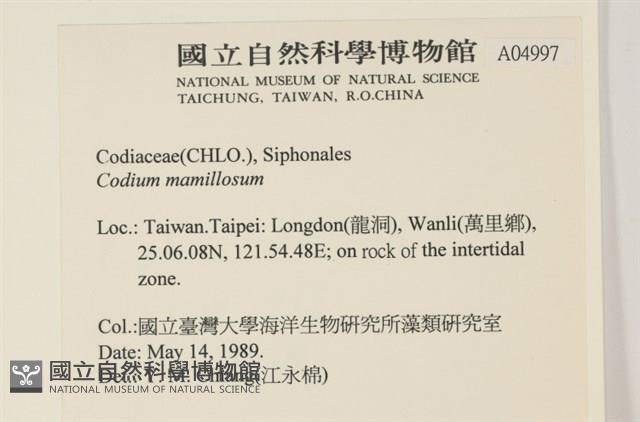 國立自然科學博物館 A04997
NATIONAL MUSEUM OF NATURAL SCIENCE
TAICHUNG, TAIWAN, R.O.CHINA
Codiaceae(CHLO.), Siphonales
Codium mamillosum
Loc.: Taiwan.Taipei: Longdon(龍洞), Wanli(萬里鄉),
25.06.08N, 121.54.48E; on rock of the intertidal
zone.
Col.:國立臺灣大學海洋生物研究所藻類研究室
Date: May 14, 1989.
Det.: Y. M. Chiang(江永棉)
國立自然科學博物館
NATIONAL MUSEUM OF NATURAL SCIENCE